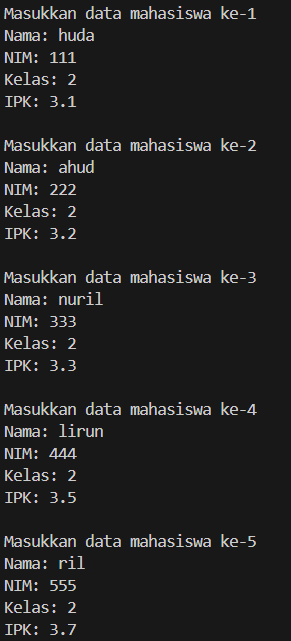 Masukkan data mahasiswa ke-1
Nama: huda
NIM: 111
Kelas: 2
IPK: 3.1

Masukkan data mahasiswa ke-2
Nama: ahud
NIM: 222
Kelas: 2
IPK: 3.2

Masukkan data mahasiswa ke-3
Nama: nuril
NIM: 333
Kelas: 2
IPK: 3.3

Masukkan data mahasiswa ke-4
Nama: lirun
NIM: 444
Kelas: 2
IPK: 3.5

Masukkan data mahasiswa ke-5
Nama: ril
NIM: 555
Kelas: 2
IPK: 3.7